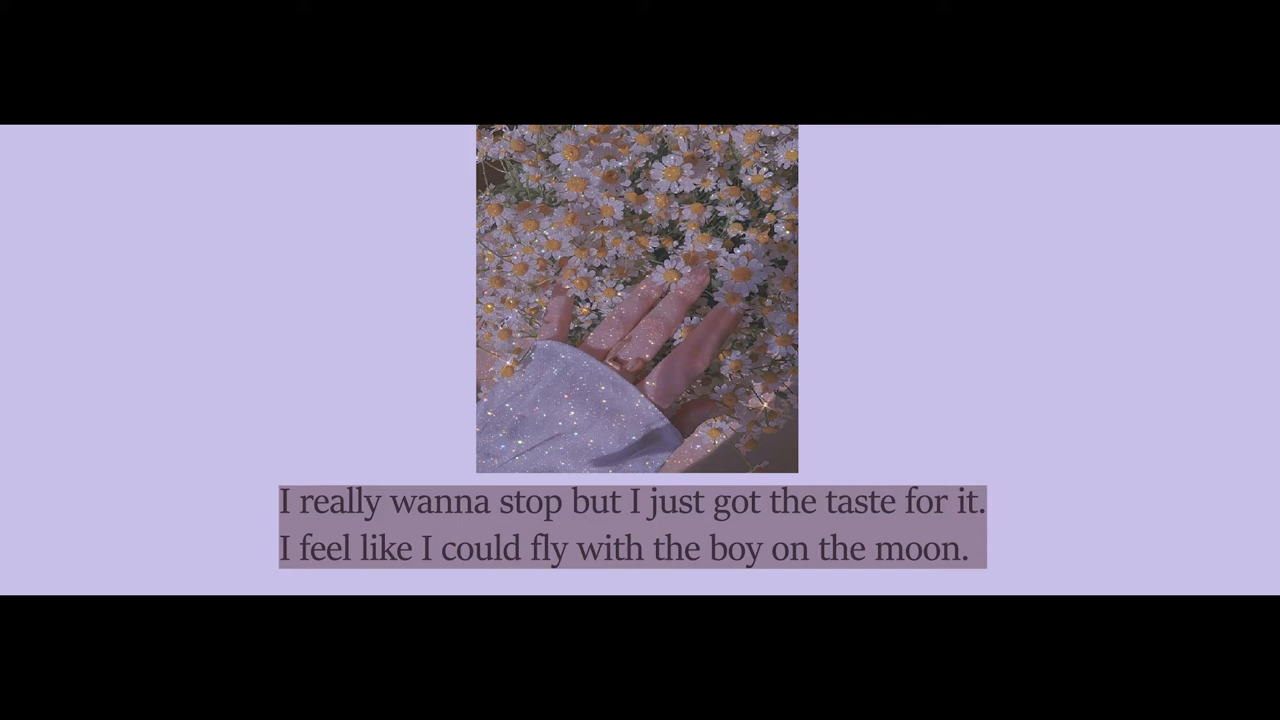 I really wanna stop but I just got the taste for it.
I feel like I could fly with the boy on the moon.